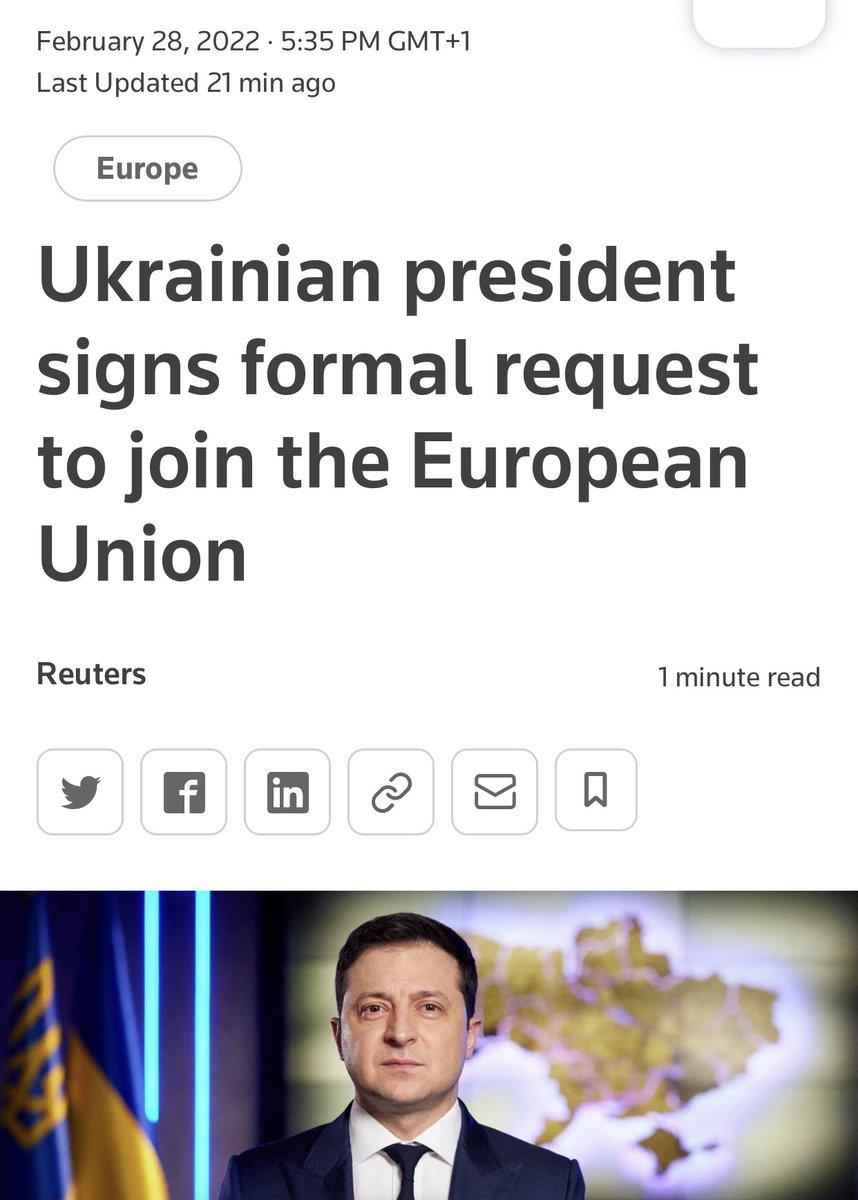 February 28, 2022 · 5:35 PM GMT+1
Last Updated 21 min ago
Europe
Ukrainian president
signs formal request
to join the European
Union
Reuters
1 minute read